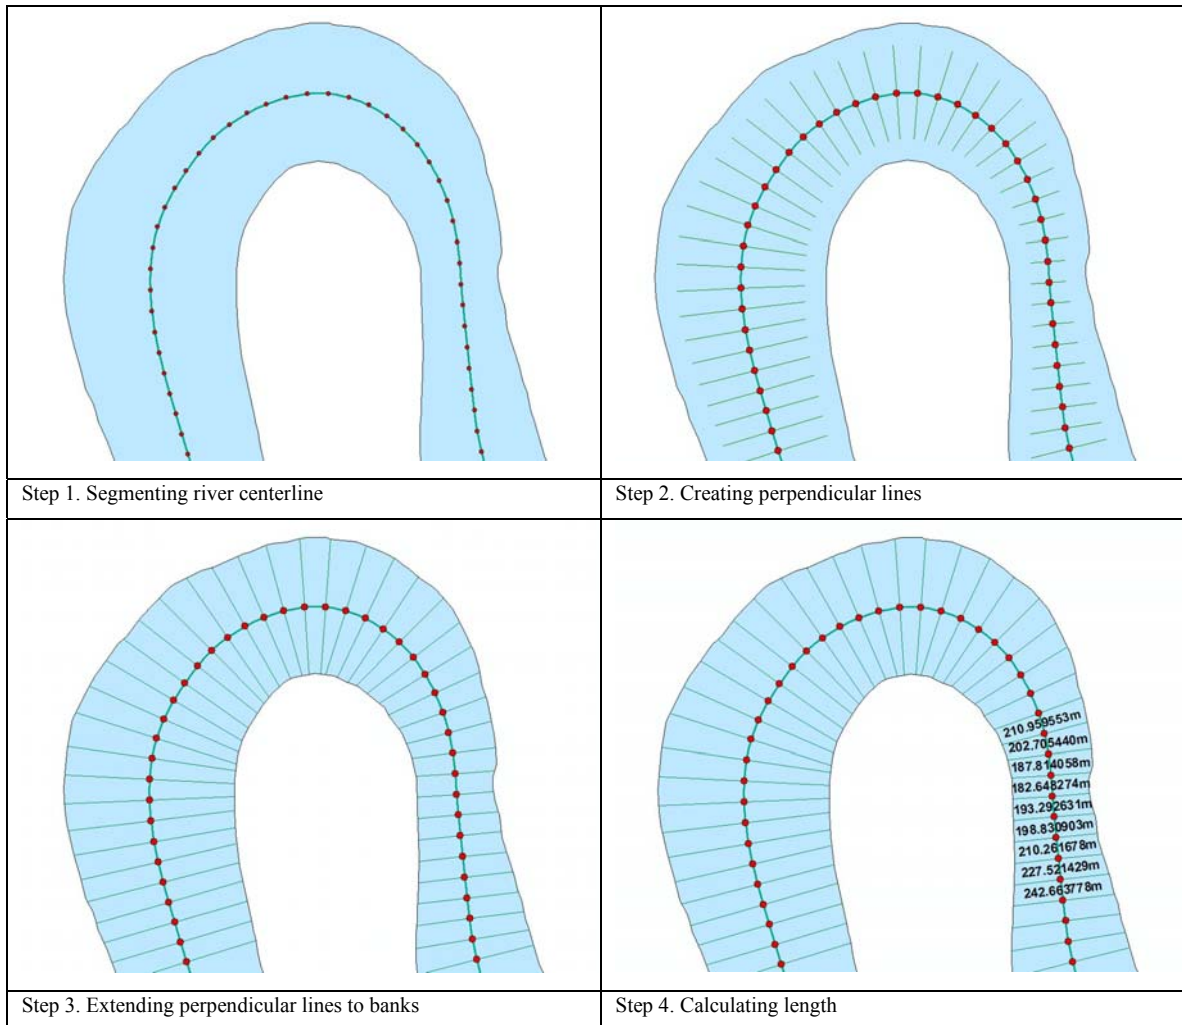 Step 1. Segmenting river centerline
Step 2. Creating perpendicular lines
210.959553m
202.705440m
187.814058m
182.648274m
193.292631m
198.830903m
210.261678m
227.521429m
242.663778m
Step 3. Extending perpendicular lines to banks
Step 4. Calculating length